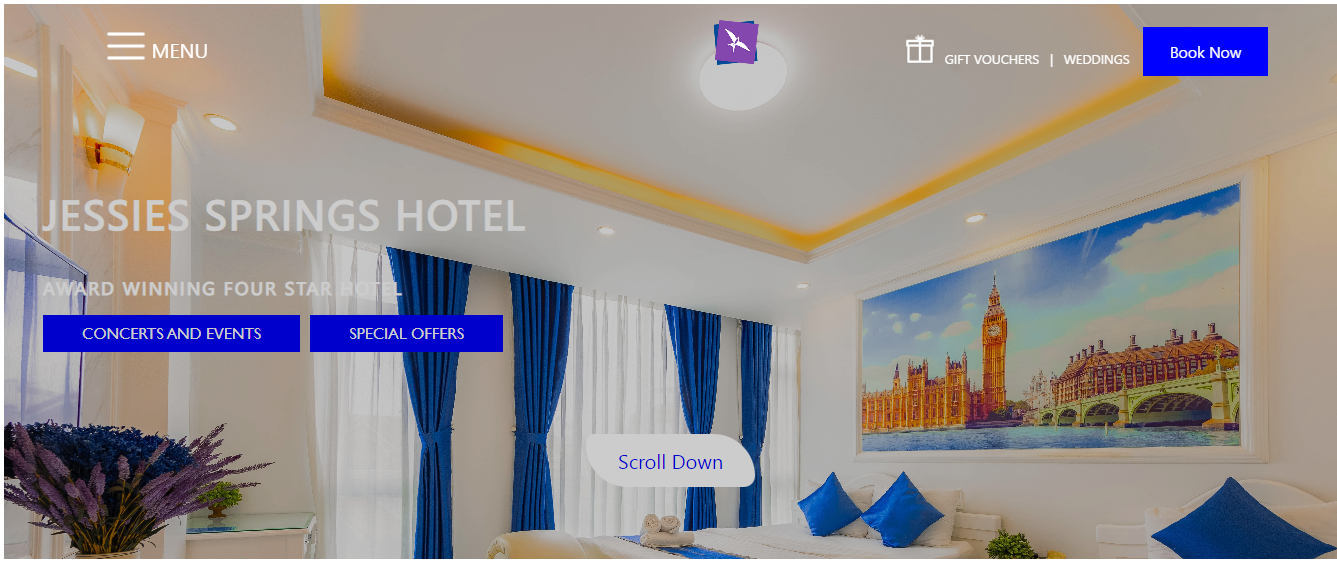 MENU
GIFT VOUCHERS | WEDDINGS
Book Now
JESSIES SPRINGS HOTEL
AWARD WINNING FOUR STAR HOTEL
CONCERTS AND EVENTS
SPECIAL OFFERS
Scroll Down